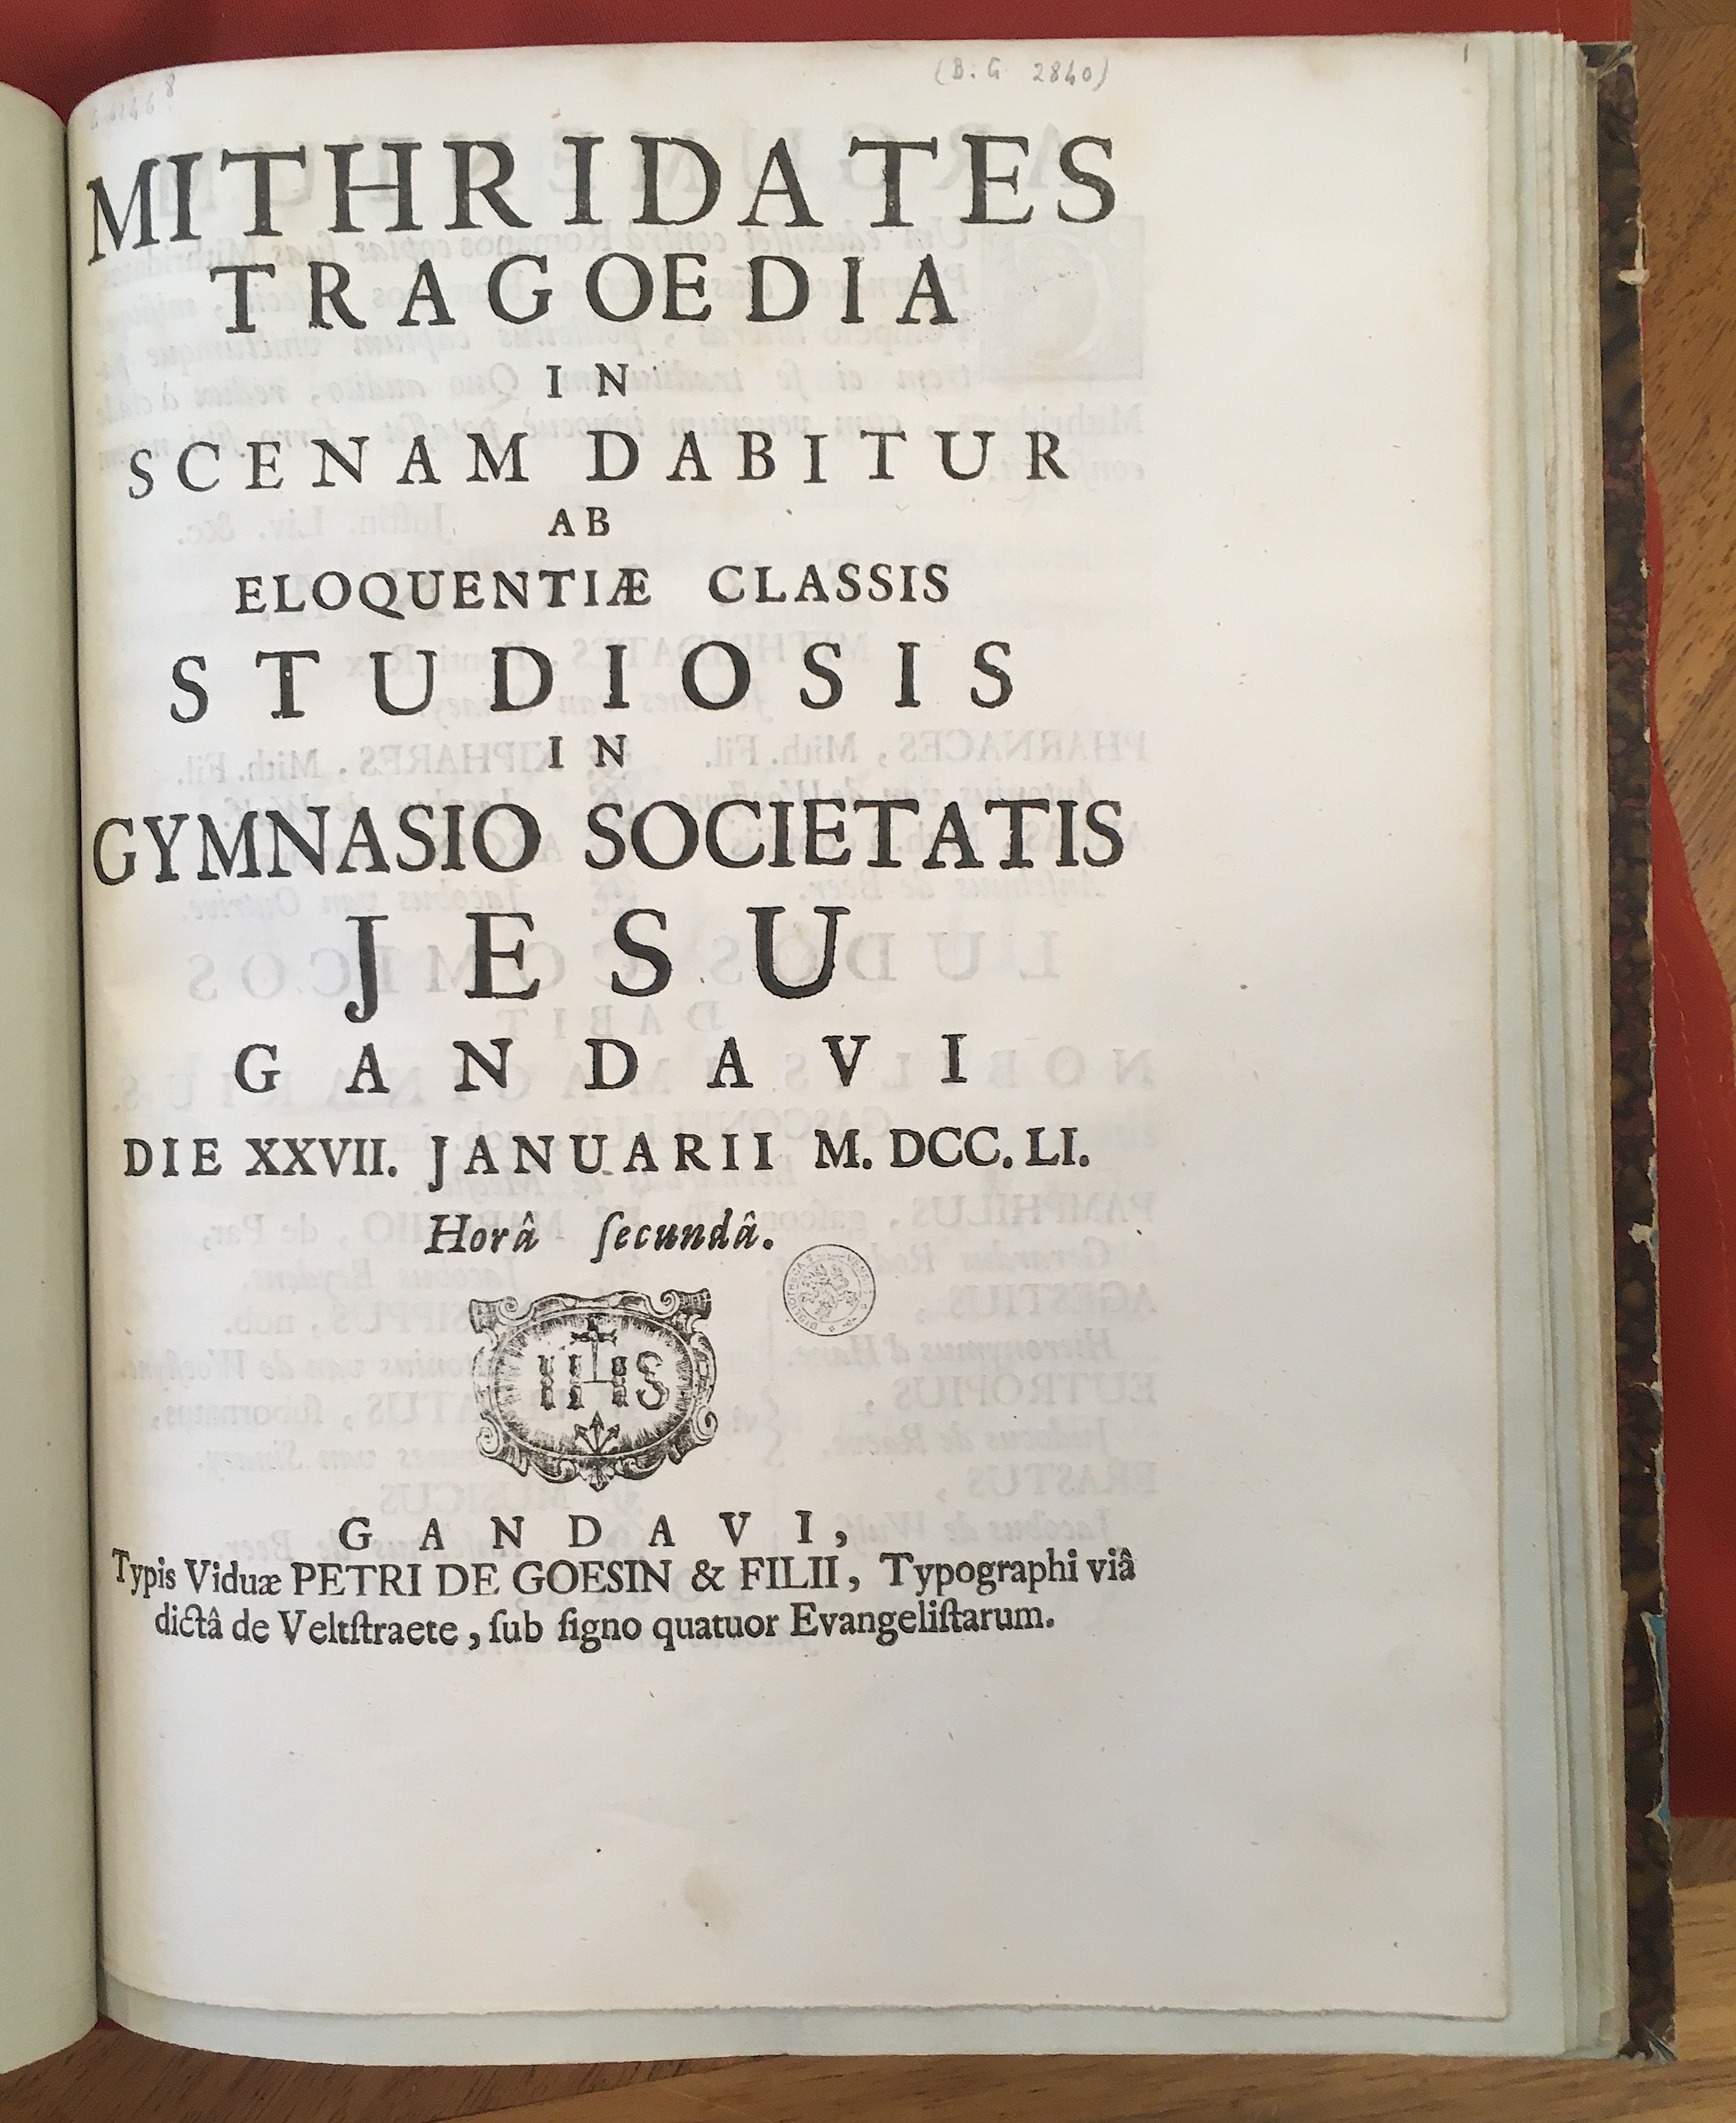 (B. G 2840)
1
MITHRIDATES
TRAGOEDIA
IN
SCENAM DABITUR
AB
ELOQUENTIÆ CLASSIS
STUDIOSIS
IN
GYMNASIO SOCIETATIS
JESU
GANDAVI
DIE XXVII. JANUARII M. DCC. LI.
Horâ ſecundâ.
IHS
GANDAVI,
Typis Viduæ PETRI DE GOESIN & FILII, Typographi viâ
dictâ de Veltſtraete, ſub ſigno quatuor Evangeliſtarum.